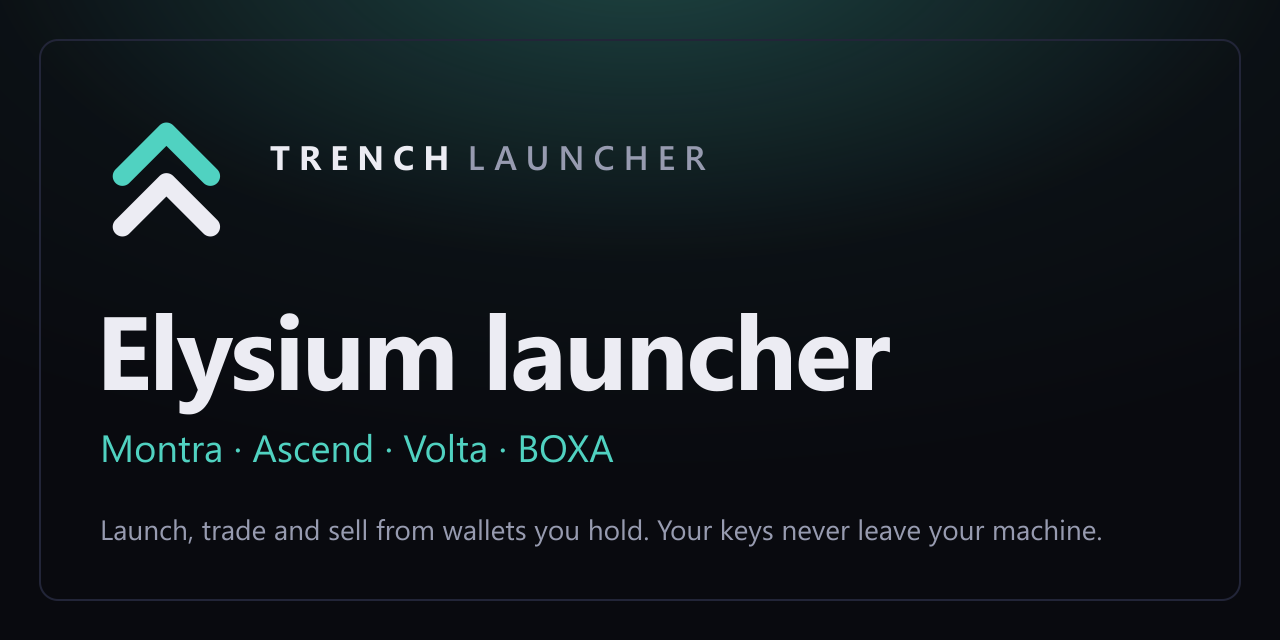 TRENCH LAUNCHER
Elysium launcher
Montra · Ascend · Volta · BOXA
Launch, trade and sell from wallets you hold. Your keys never leave your machine.